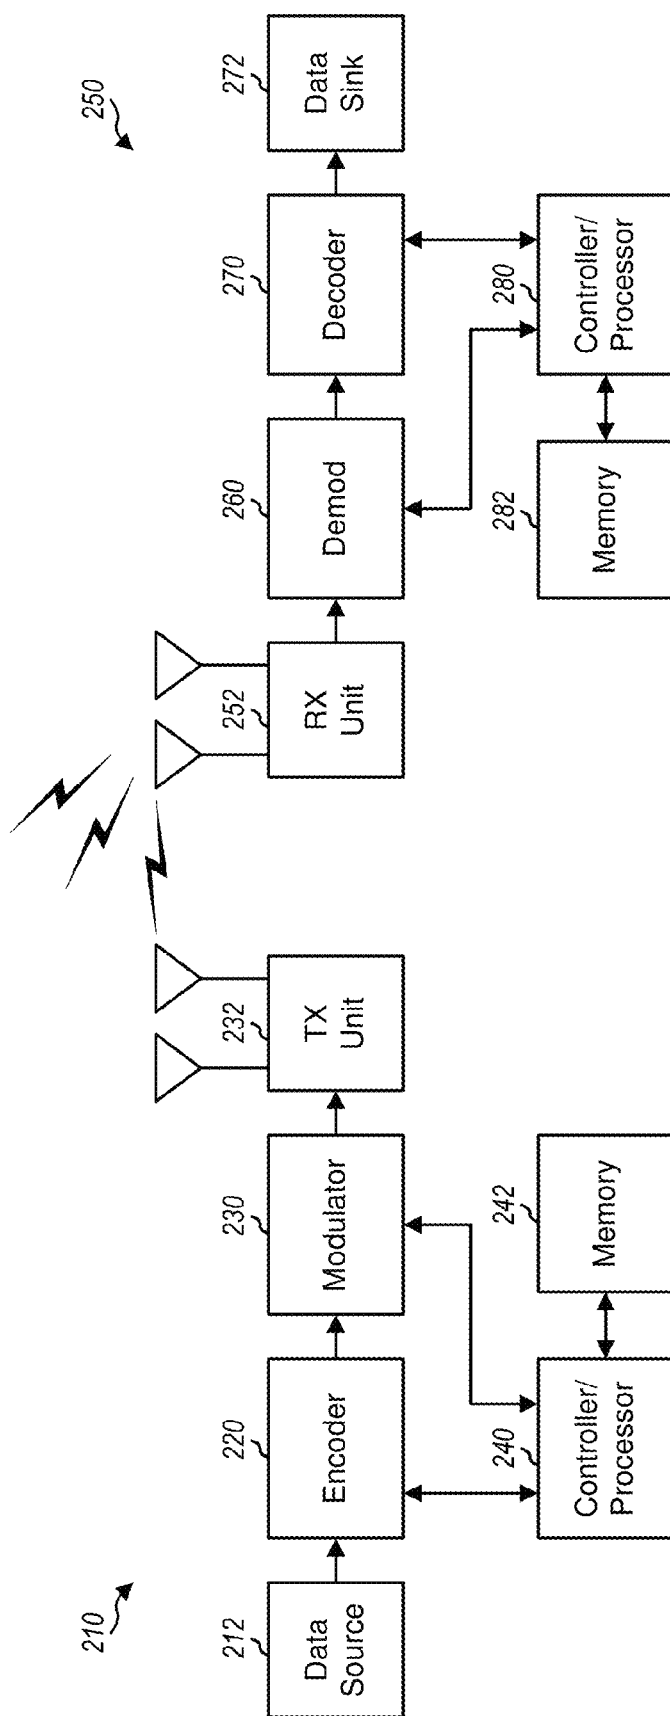 210
250
212
Data
Source
220
Encoder
230
Modulator
232
TX
Unit
252
RX
Unit
260
Demod
270
Decoder
272
Data
Sink
240
Controller/
Processor
242
Memory
282
Memory
280
Controller/
Processor